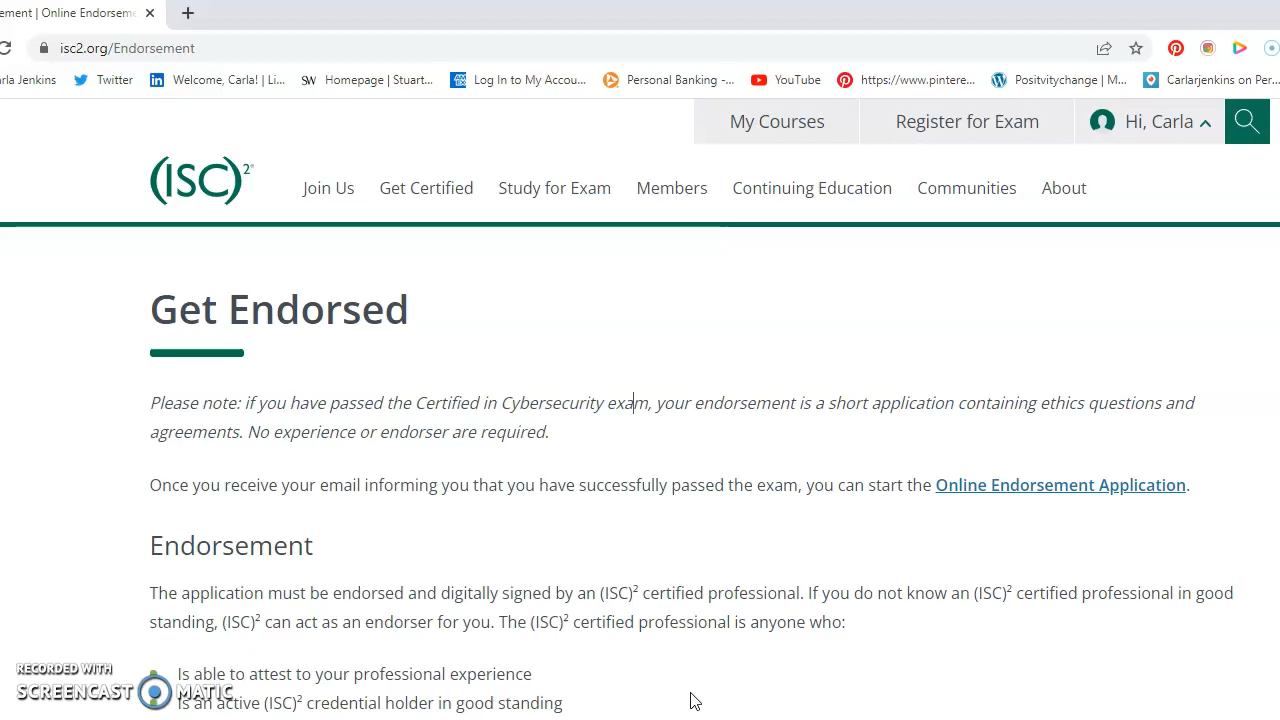 ement | Online Endorseme
isc2.org/Endorsement
rla Jenkins Twitter Welcome, Carla! | Li... SW Homepage | Stuart... Log In to My Accou... Personal Banking -... YouTube https://www.pintere... Positvitychange | M... Carlarjenkins on Per...
My Courses Register for Exam Hi, Carla
(ISC)²® Join Us Get Certified Study for Exam Members Continuing Education Communities About
Get Endorsed
Please note: if you have passed the Certified in Cybersecurity exam, your endorsement is a short application containing ethics questions and
agreements. No experience or endorser are required.
Once you receive your email informing you that you have successfully passed the exam, you can start the Online Endorsement Application.
Endorsement
The application must be endorsed and digitally signed by an (ISC)² certified professional. If you do not know an (ISC)² certified professional in good
standing, (ISC)² can act as an endorser for you. The (ISC)² certified professional is anyone who:
Is able to attest to your professional experience
Is an active (ISC)² credential holder in good standing
RECORDED WITH
SCREENCAST MATIC